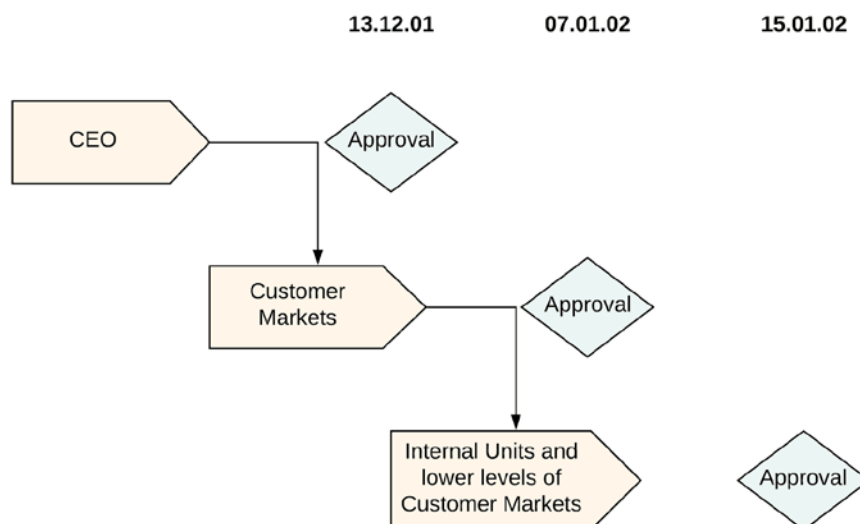 13.12.01 07.01.02 15.01.02
CEO
Approval
Customer
Markets
Approval
Internal Units and
lower levels of
Customer Markets
Approval